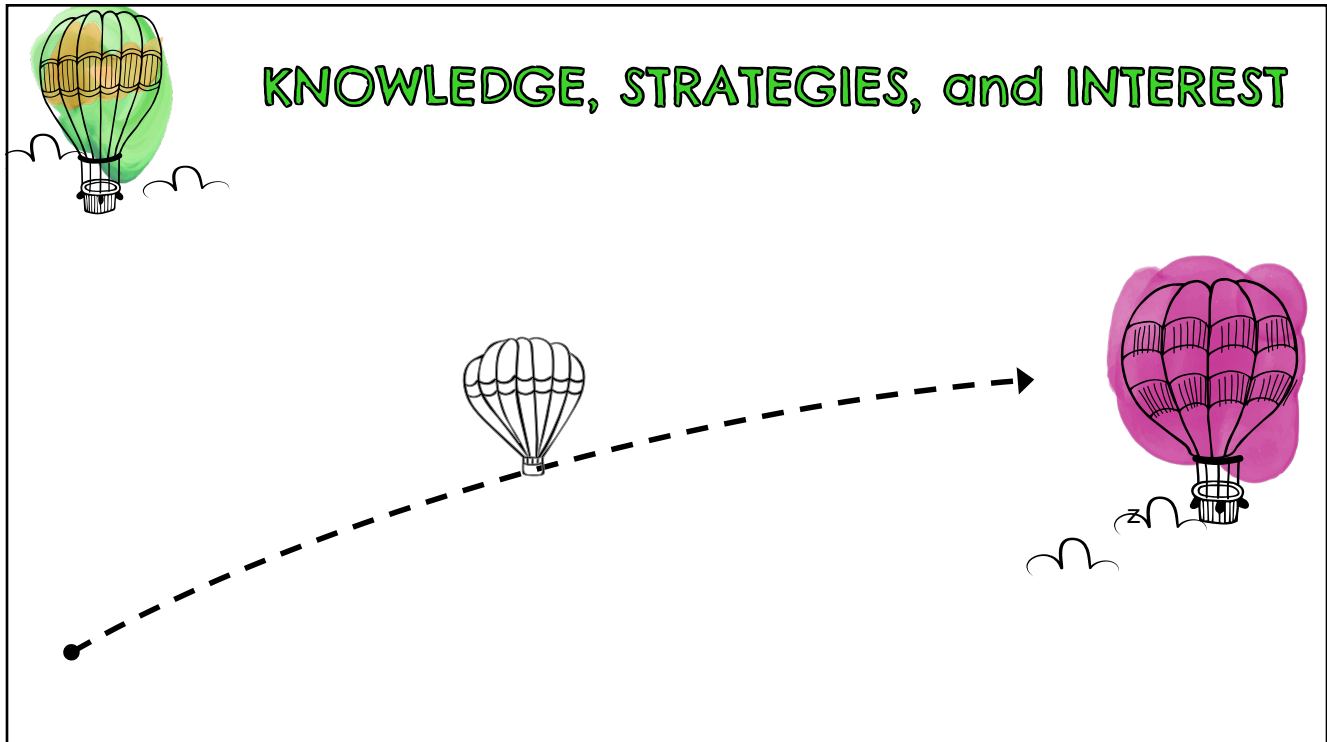 KNOWLEDGE, STRATEGIES, and INTEREST
z